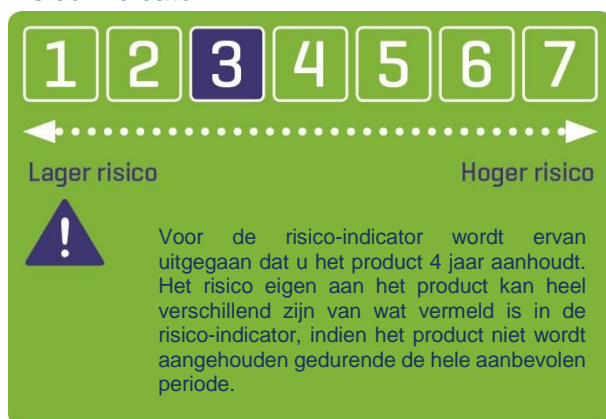 1 2 3 4 5 6 7
Lager risico Hoger risico
!
Voor de risico-indicator wordt ervan
uitgegaan dat u het product 4 jaar aanhoudt.
Het risico eigen aan het product kan heel
verschillend zijn van wat vermeld is in de
risico-indicator, indien het product niet wordt
aangehouden gedurende de hele aanbevolen
periode.